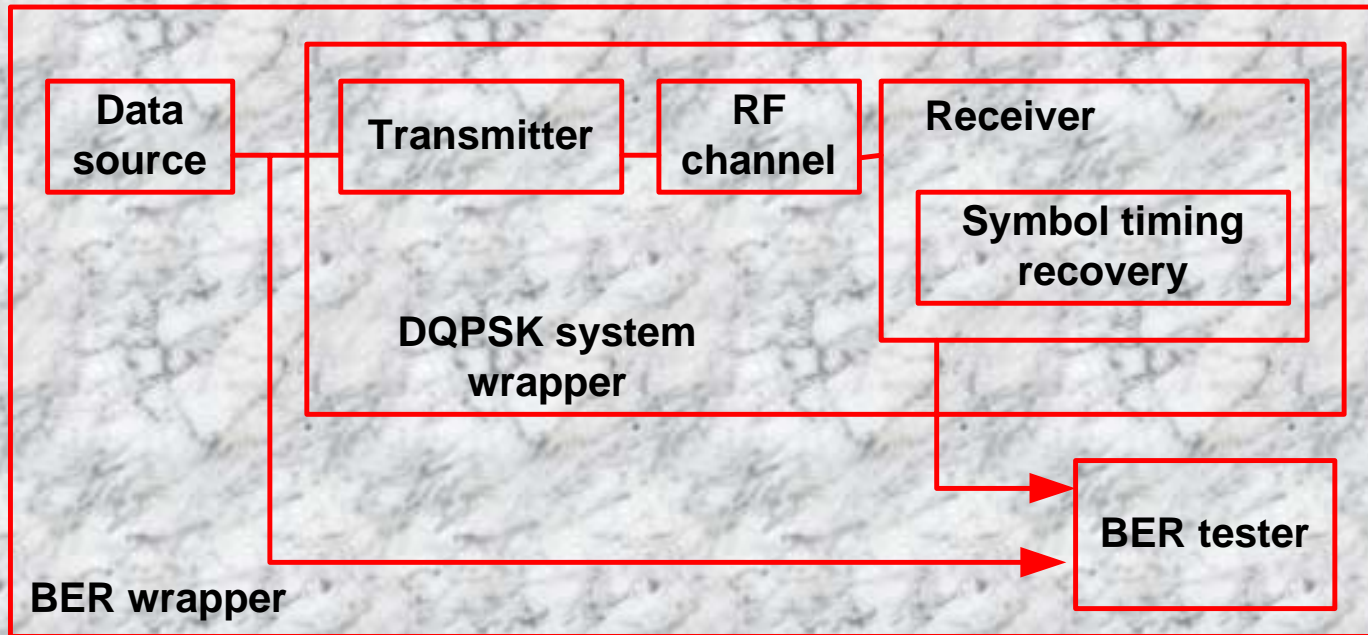 Data
source
Transmitter
RF
channel
Receiver
Symbol timing
recovery
DQPSK system
wrapper
BER tester
BER wrapper